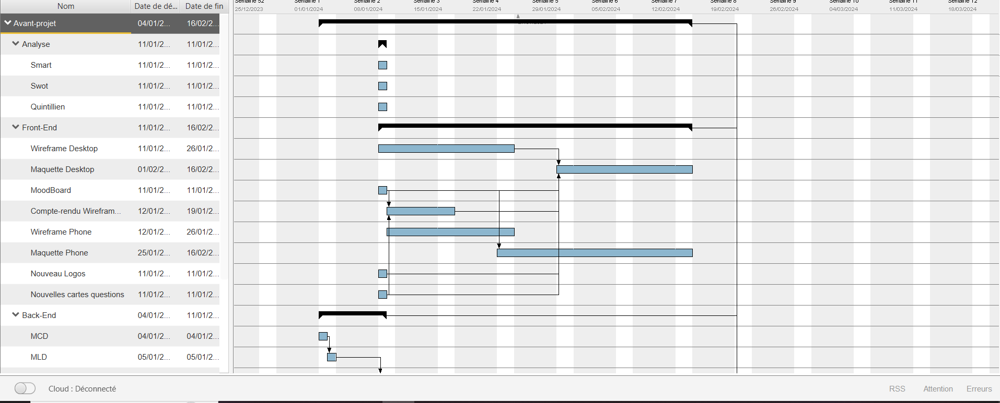 Nom Date de dé... Date de fin
Semaine 52 Semaine 1 Semaine 2 Semaine 3 Semaine 4 Semaine 5 Semaine 6 Semaine 7 Semaine 8 Semaine 9 Semaine 10 Semaine 11 Semaine 12
25/12/2023 01/01/2024 08/01/2024 15/01/2024 22/01/2024 29/01/2024 05/02/2024 12/02/2024 19/02/2024 26/02/2024 04/03/2024 11/03/2024 18/03/2024
Avant-projet 04/01/2... 16/02/2...
Analyse 11/01/2... 11/01/2...
Smart 11/01/2... 11/01/2...
Swot 11/01/2... 11/01/2...
Quintillien 11/01/2... 11/01/2...
Front-End 11/01/2... 16/02/2...
Wireframe Desktop 11/01/2... 26/01/2...
Maquette Desktop 01/02/2... 16/02/2...
MoodBoard 11/01/2... 11/01/2...
Compte-rendu Wirefram... 12/01/2... 19/01/2...
Wireframe Phone 12/01/2... 26/01/2...
Maquette Phone 25/01/2... 16/02/2...
Nouveau Logos 11/01/2... 11/01/2...
Nouvelles cartes questions 11/01/2... 11/01/2...
Back-End 04/01/2... 11/01/2...
MCD 04/01/2... 04/01/2...
MLD 05/01/2... 05/01/2...
Cloud : Déconnecté RSS Attention Erreurs